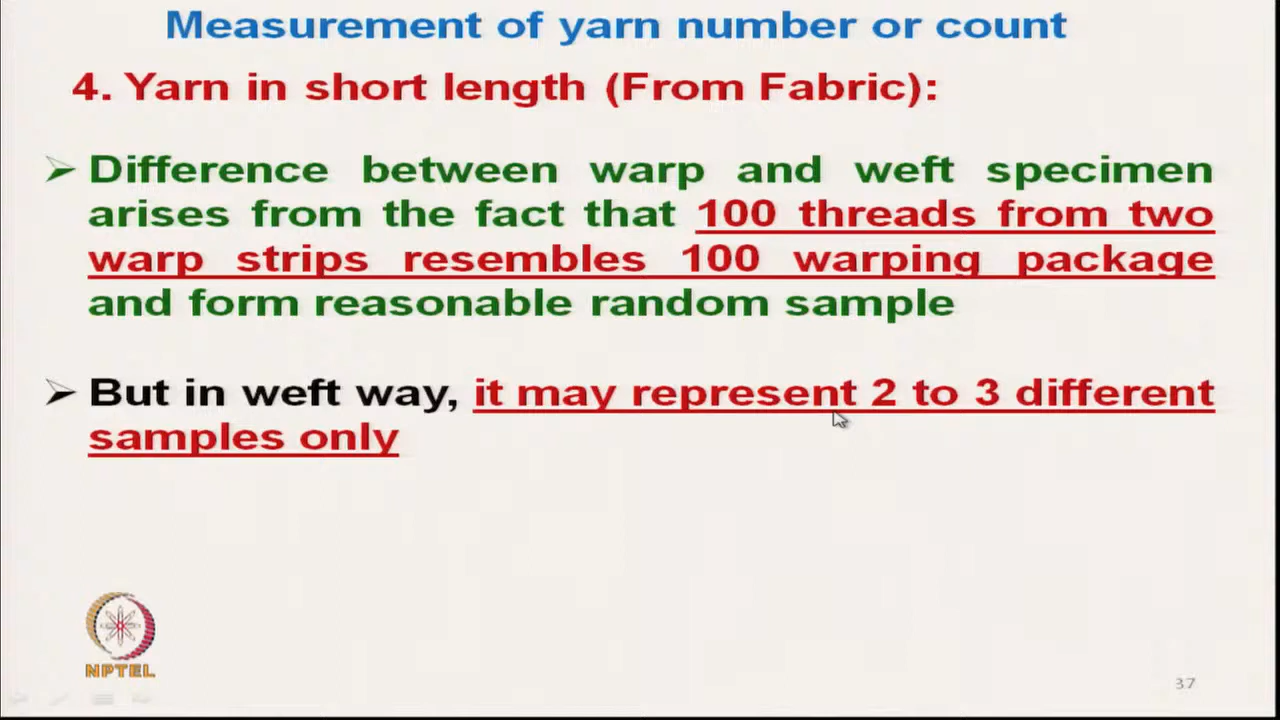 Measurement of yarn number or count
4. Yarn in short length (From Fabric):
Difference between warp and weft specimen
arises from the fact that 100 threads from two
warp strips resembles 100 warping package
and form reasonable random sample
But in weft way, it may represent 2 to 3 different
samples only
NPTEL
37